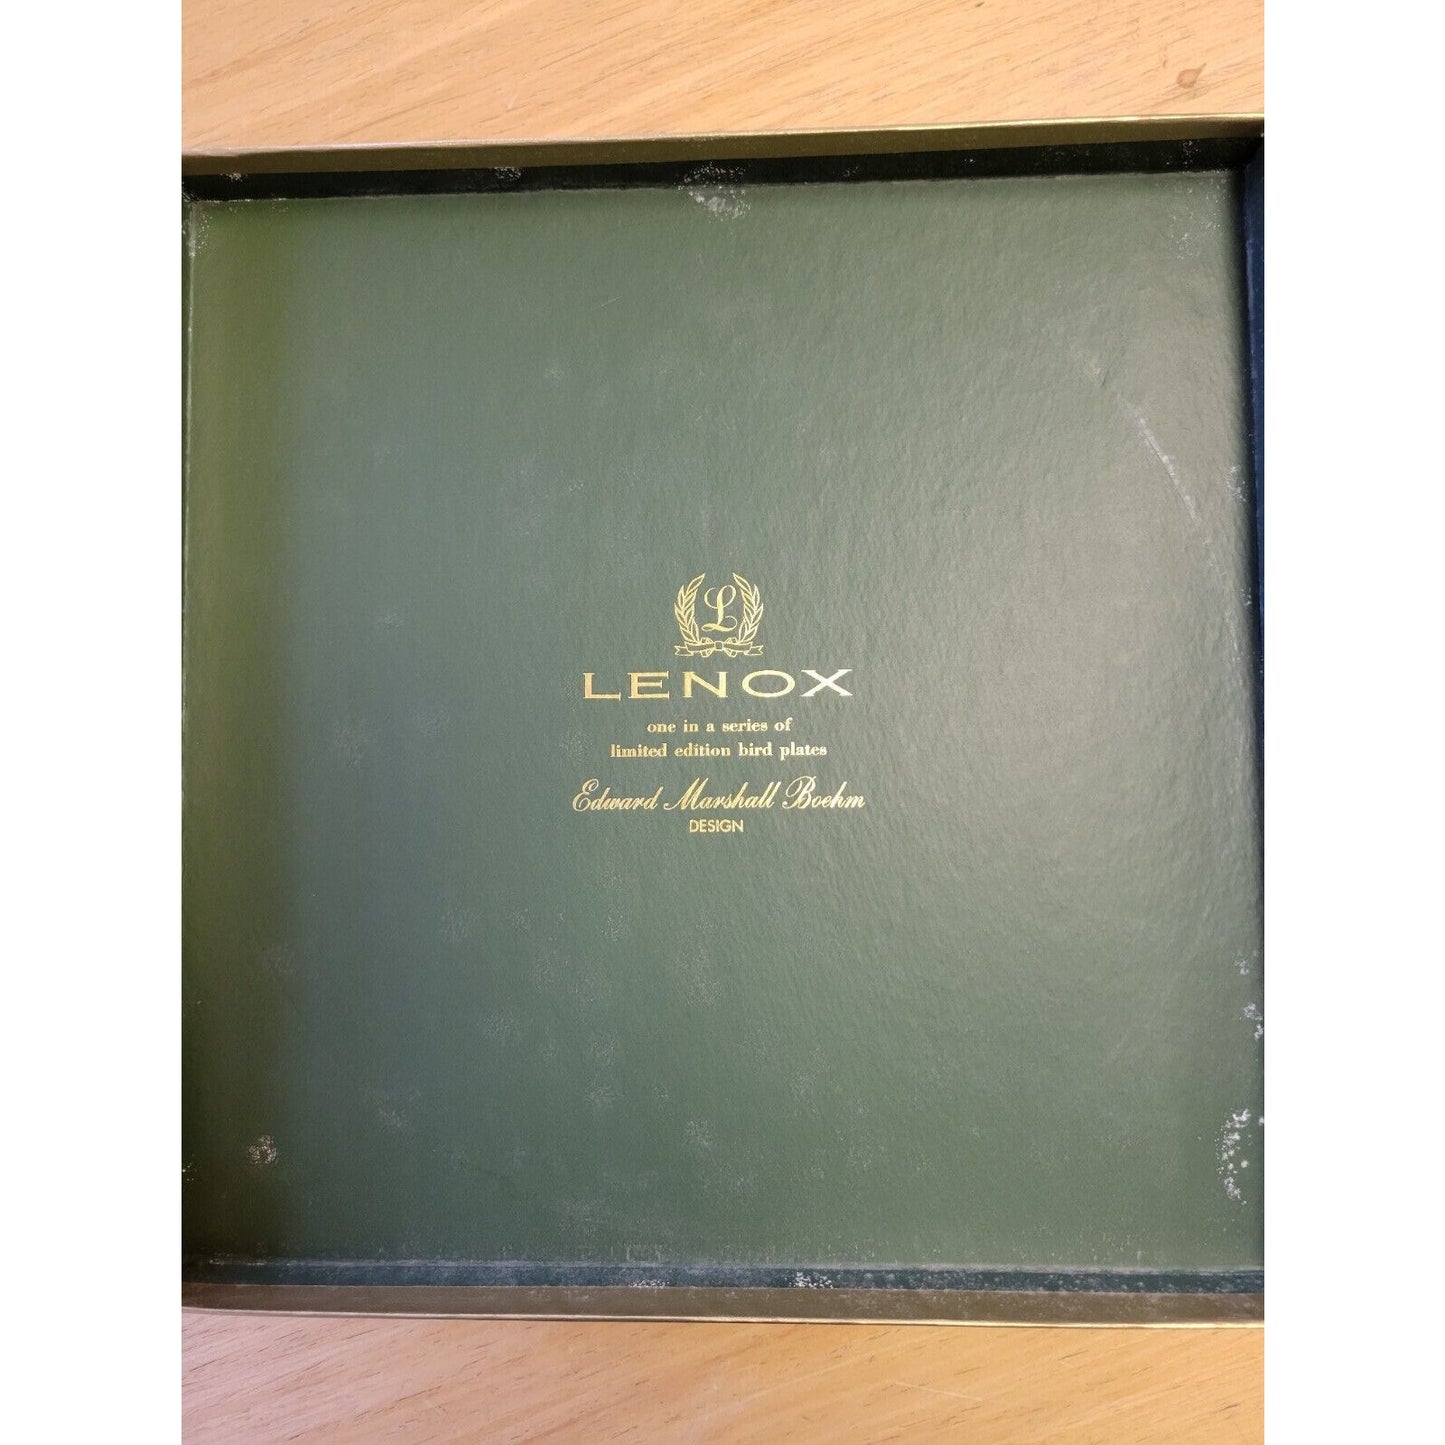 L
LENOX
one in a series of
limited edition bird plates
Edward Marshall Boehm
DESIGN